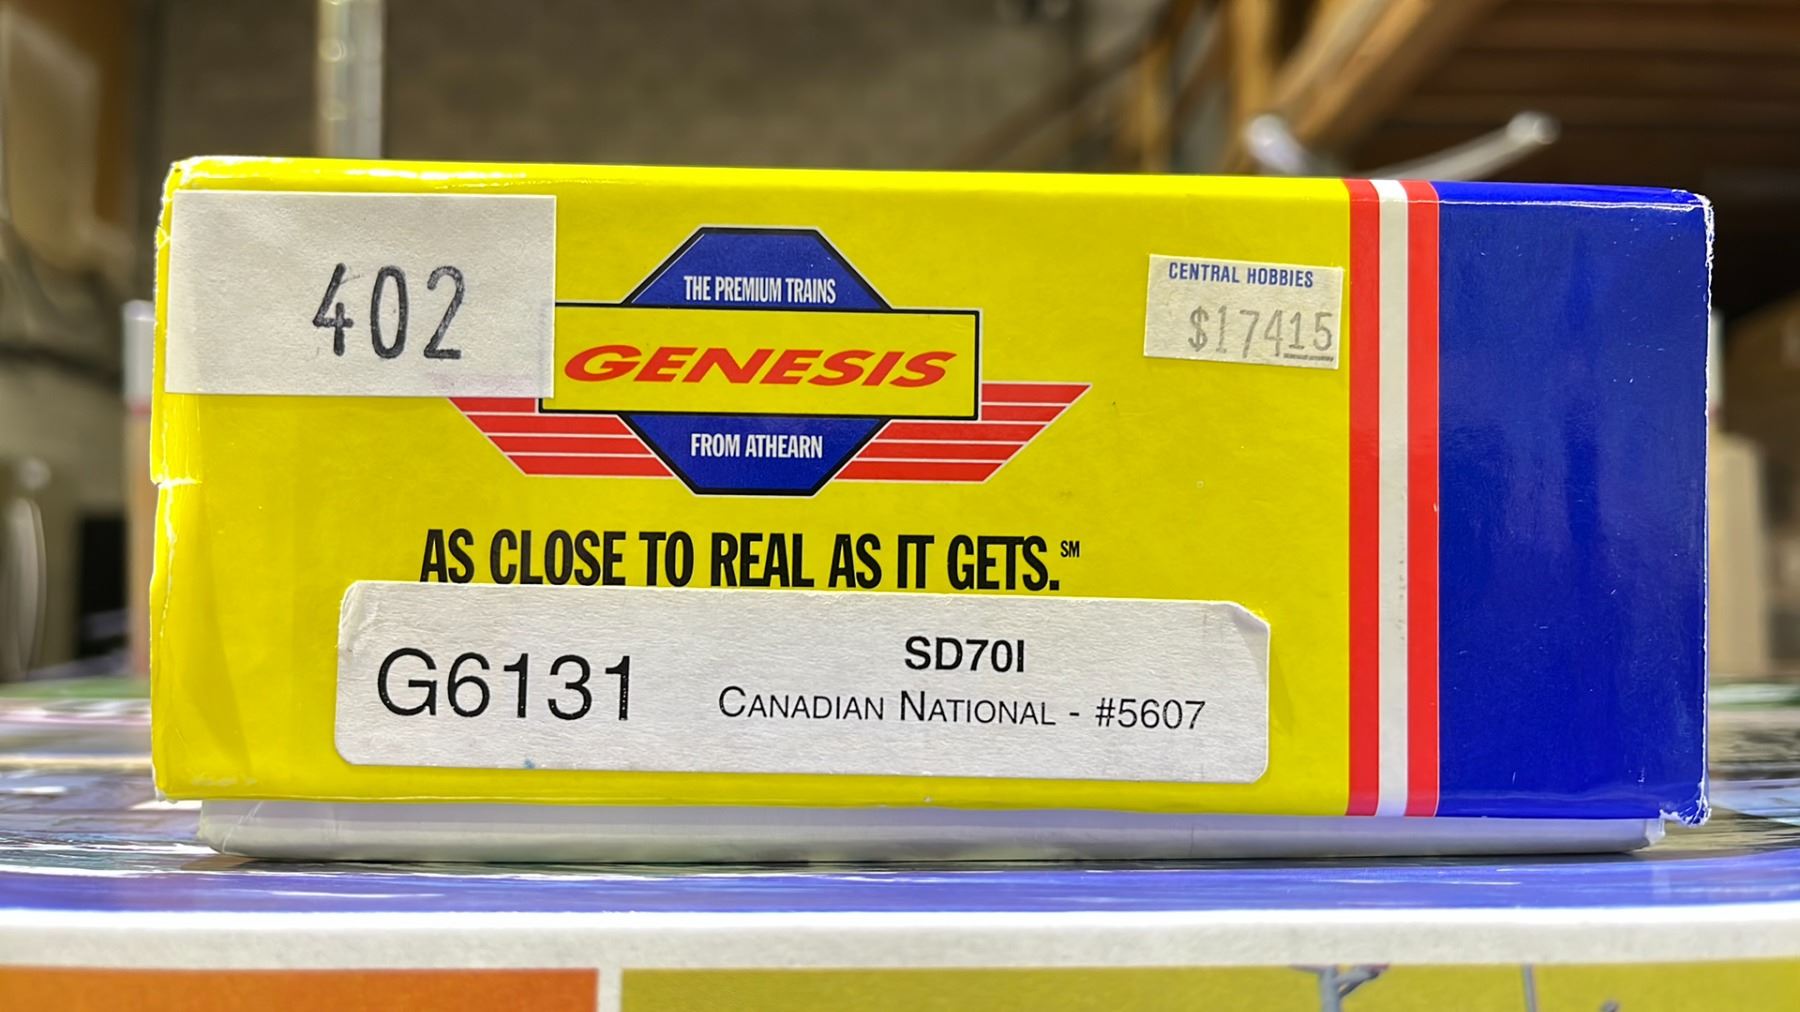 402
THE PREMIUM TRAINS
GENESIS
FROM ATHEARN
CENTRAL HOBBIES
$17415
AS CLOSE TO REAL AS IT GETS.℠
G6131
SD70I
CANADIAN NATIONAL - #5607